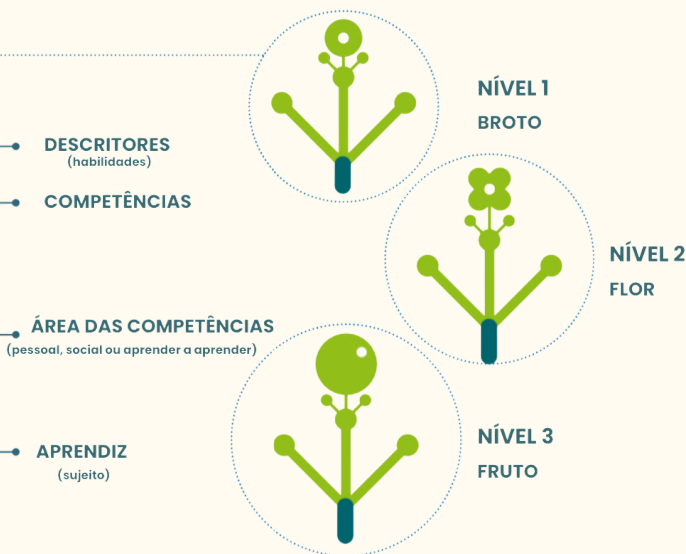 NÍVEL 1
BROTO
DESCRITORES
(habilidades)
COMPETÊNCIAS
NÍVEL 2
FLOR
ÁREA DAS COMPETÊNCIAS
(pessoal, social ou aprender a aprender)
NÍVEL 3
FRUTO
APRENDIZ
(sujeito)